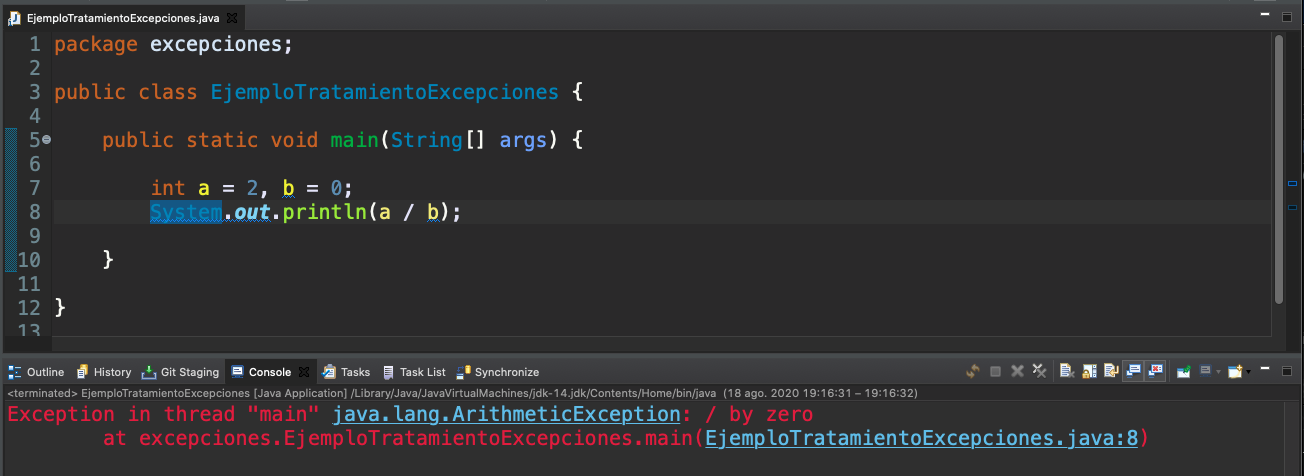 EjemploTratamientoExcepciones.java
1 package excepciones;
2
3 public class EjemploTratamientoExcepciones {
4
5 public static void main(String[] args) {
6
7 int a = 2, b = 0;
8 System.out.println(a / b);
9
10 }
11
12 }
13
Outline History Git Staging Console Tasks Task List Synchronize
<terminated> EjemploTratamientoExcepciones [Java Application] /Library/Java/JavaVirtualMachines/jdk-14.jdk/Contents/Home/bin/java (18 ago. 2020 19:16:31 – 19:16:32)
Exception in thread "main" java.lang.ArithmeticException: / by zero
at excepciones.EjemploTratamientoExcepciones.main(EjemploTratamientoExcepciones.java:8)